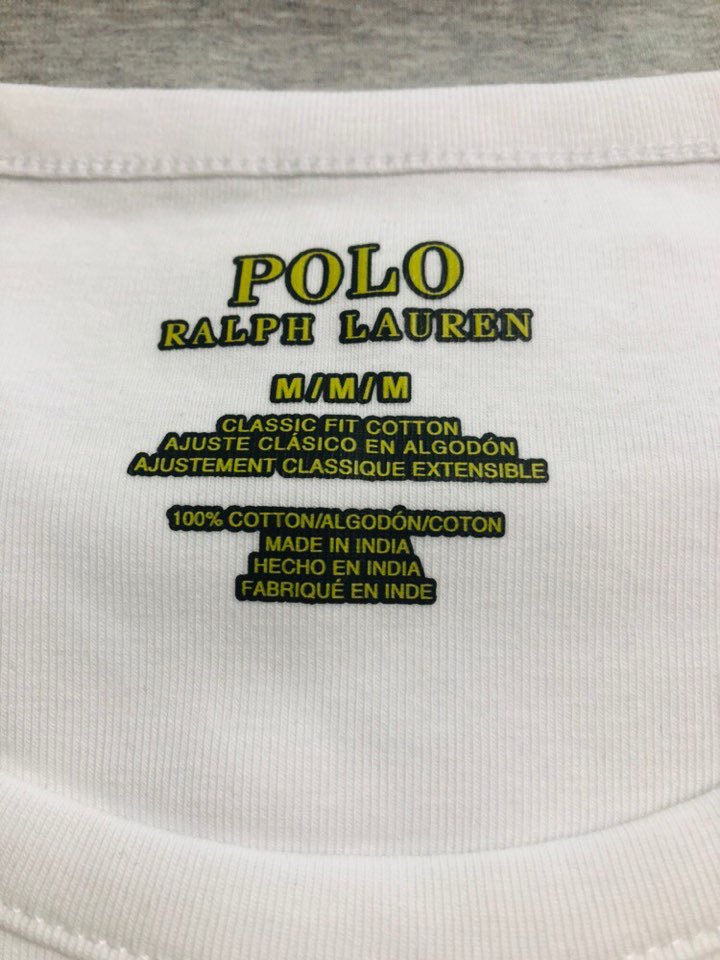 POLO
RALPH LAUREN
M/M/M
CLASSIC FIT COTTON
AJUSTE CLÁSICO EN ALGODÓN
AJUSTEMENT CLASSIQUE EXTENSIBLE
100% COTTON/ALGODÓN/COTON
MADE IN INDIA
HECHO EN INDIA
FABRIQUÉ EN INDE